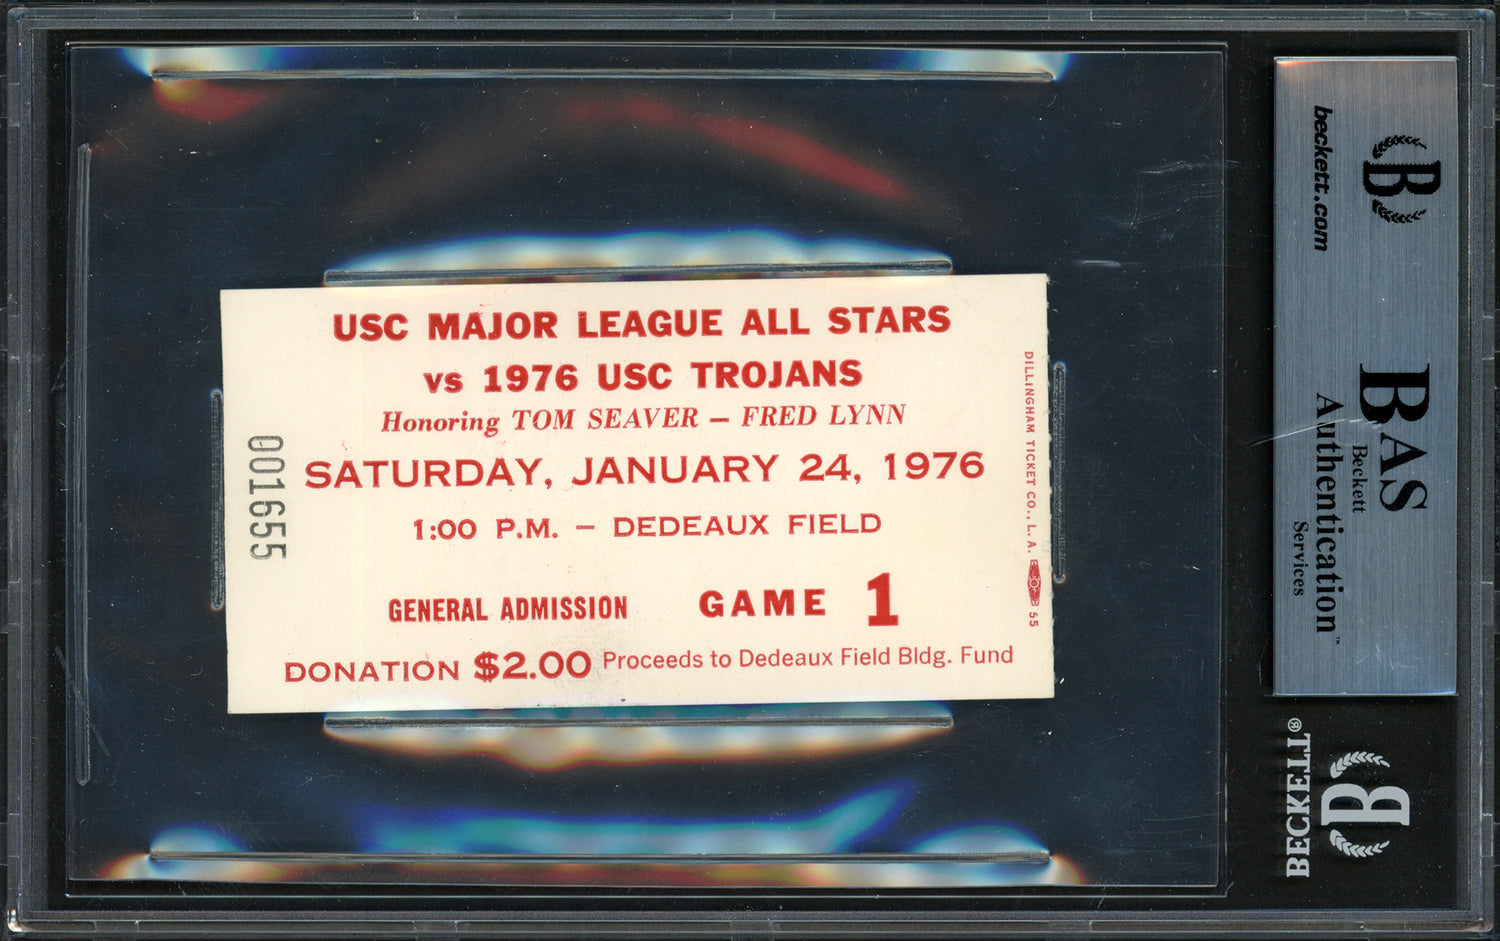 USC MAJOR LEAGUE ALL STARS
vs 1976 USC TROJANS
Honoring TOM SEAVER – FRED LYNN
SATURDAY, JANUARY 24, 1976
1:00 P.M. – DEDEAUX FIELD
GENERAL ADMISSION GAME 1
DONATION $2.00 Proceeds to Dedeaux Field Bldg. Fund
001655
DILLINGHAM TICKET CO., L. A. 55
B
beckett.com
BAS
Beckett
Authentication™
Services
B
BECKETT®